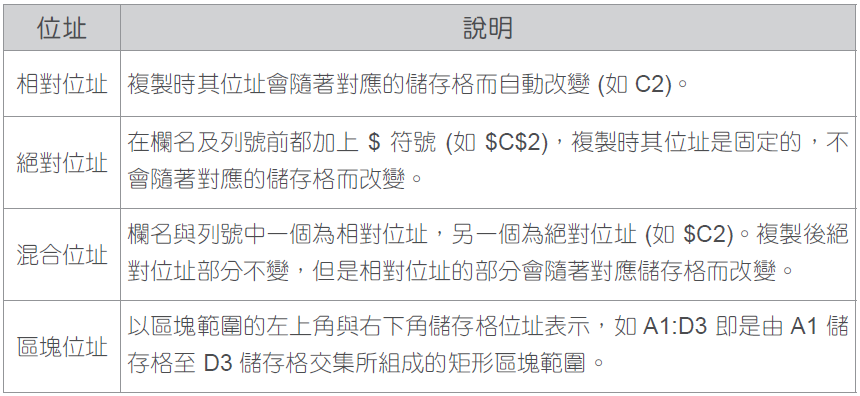 位址 說明
相對位址 複製時其位址會隨著對應的儲存格而自動改變 (如 C2)。
絕對位址 在欄名及列號前都加上 $ 符號 (如 $C$2)，複製時其位址是固定的，不
會隨著對應的儲存格而改變。
混合位址 欄名與列號中一個為相對位址，另一個為絕對位址 (如 $C2)。複製後絕
對位址部分不變，但是相對位址的部分會隨著對應儲存格而改變。
區塊位址 以區塊範圍的左上角與右下角儲存格位址表示，如 A1:D3 即是由 A1 儲
存格至 D3 儲存格交集所組成的矩形區塊範圍。